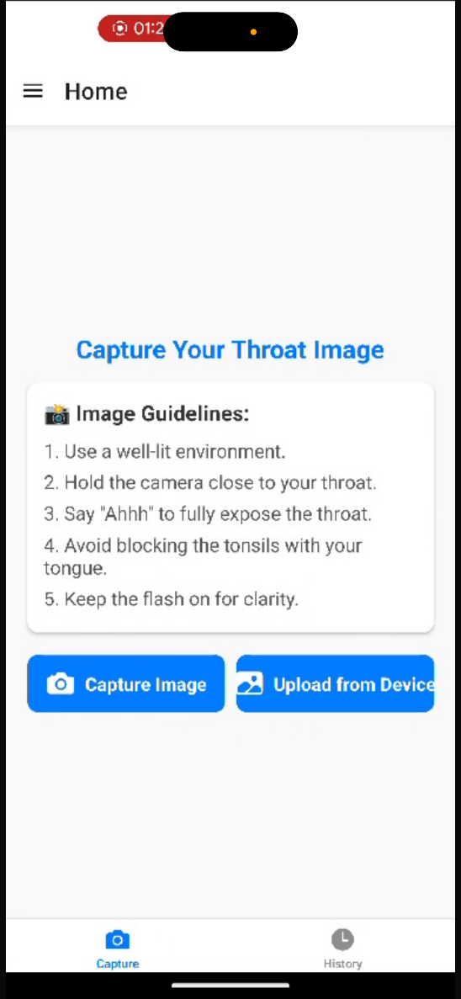 01:2
Home
Capture Your Throat Image
Image Guidelines:
1. Use a well-lit environment.
2. Hold the camera close to your throat.
3. Say "Ahhh" to fully expose the throat.
4. Avoid blocking the tonsils with your
tongue.
5. Keep the flash on for clarity.
Capture Image
Upload from Device
Capture
History